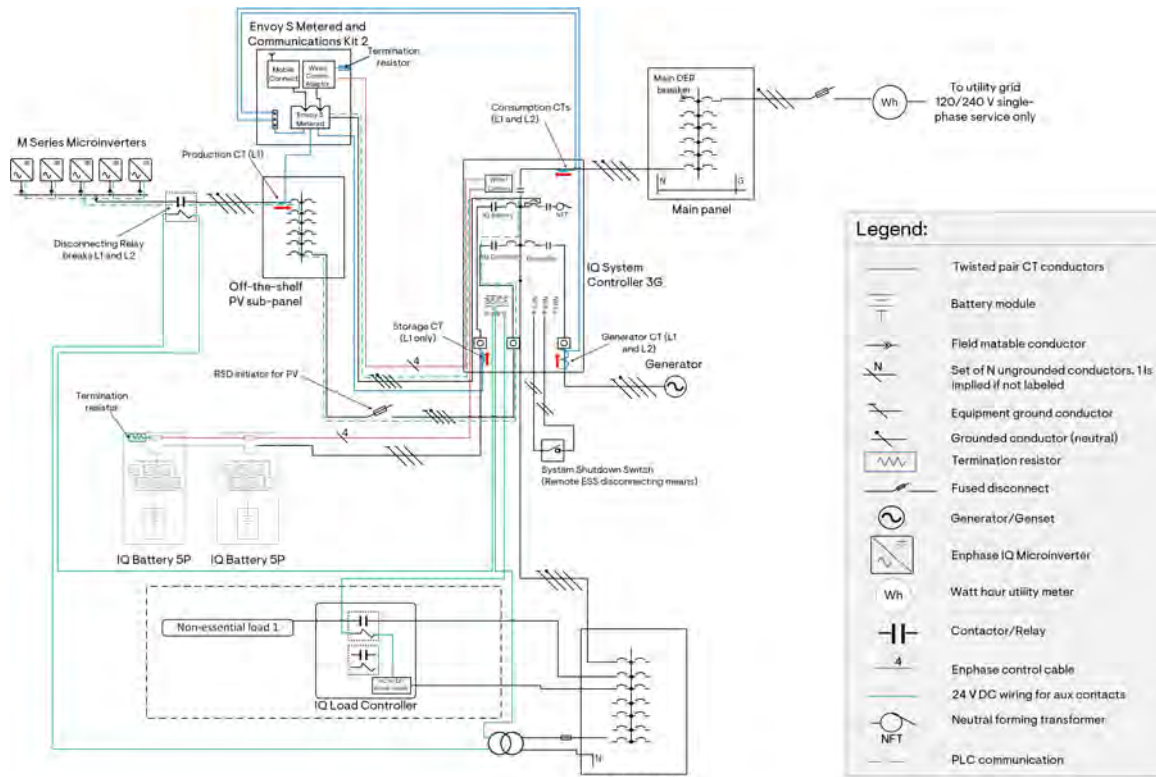 Envoy S Metered and
Communications Kit 2
Termination
resistor
Mobile
Connect
Wired
Comm.
Adaptor
Envoy S
Metered
M Series Microinverters
Production CT (L1)
Disconnecting Relay
breaks L1 and L2
Off-the-shelf
PV sub-panel
Consumption CTs
(L1 and L2)
Main DER
breaker
N
G
Main panel
Wh
To utility grid
120/240 V single-
phase service only
IQ Battery
NFT
IQ System
Controller 3G
Storage CT
(L1 only)
Generator CT (L1
and L2)
Generator
4
RSD initiator for PV
Termination
resistor
4
System Shutdown Switch
(Remote ESS disconnecting means)
IQ Battery 5P
IQ Battery 5P
Non-essential load 1
IQ Load Controller
N
Legend:
Twisted pair CT conductors
Battery module
Field matable conductor
N
Set of N ungrounded conductors. 1 is
implied if not labeled
Equipment ground conductor
Grounded conductor (neutral)
Termination resistor
Fused disconnect
Generator/Genset
Enphase IQ Microinverter
Wh
Watt hour utility meter
Contactor/Relay
4
Enphase control cable
24 V DC wiring for aux contacts
Neutral forming transformer
NFT
PLC communication